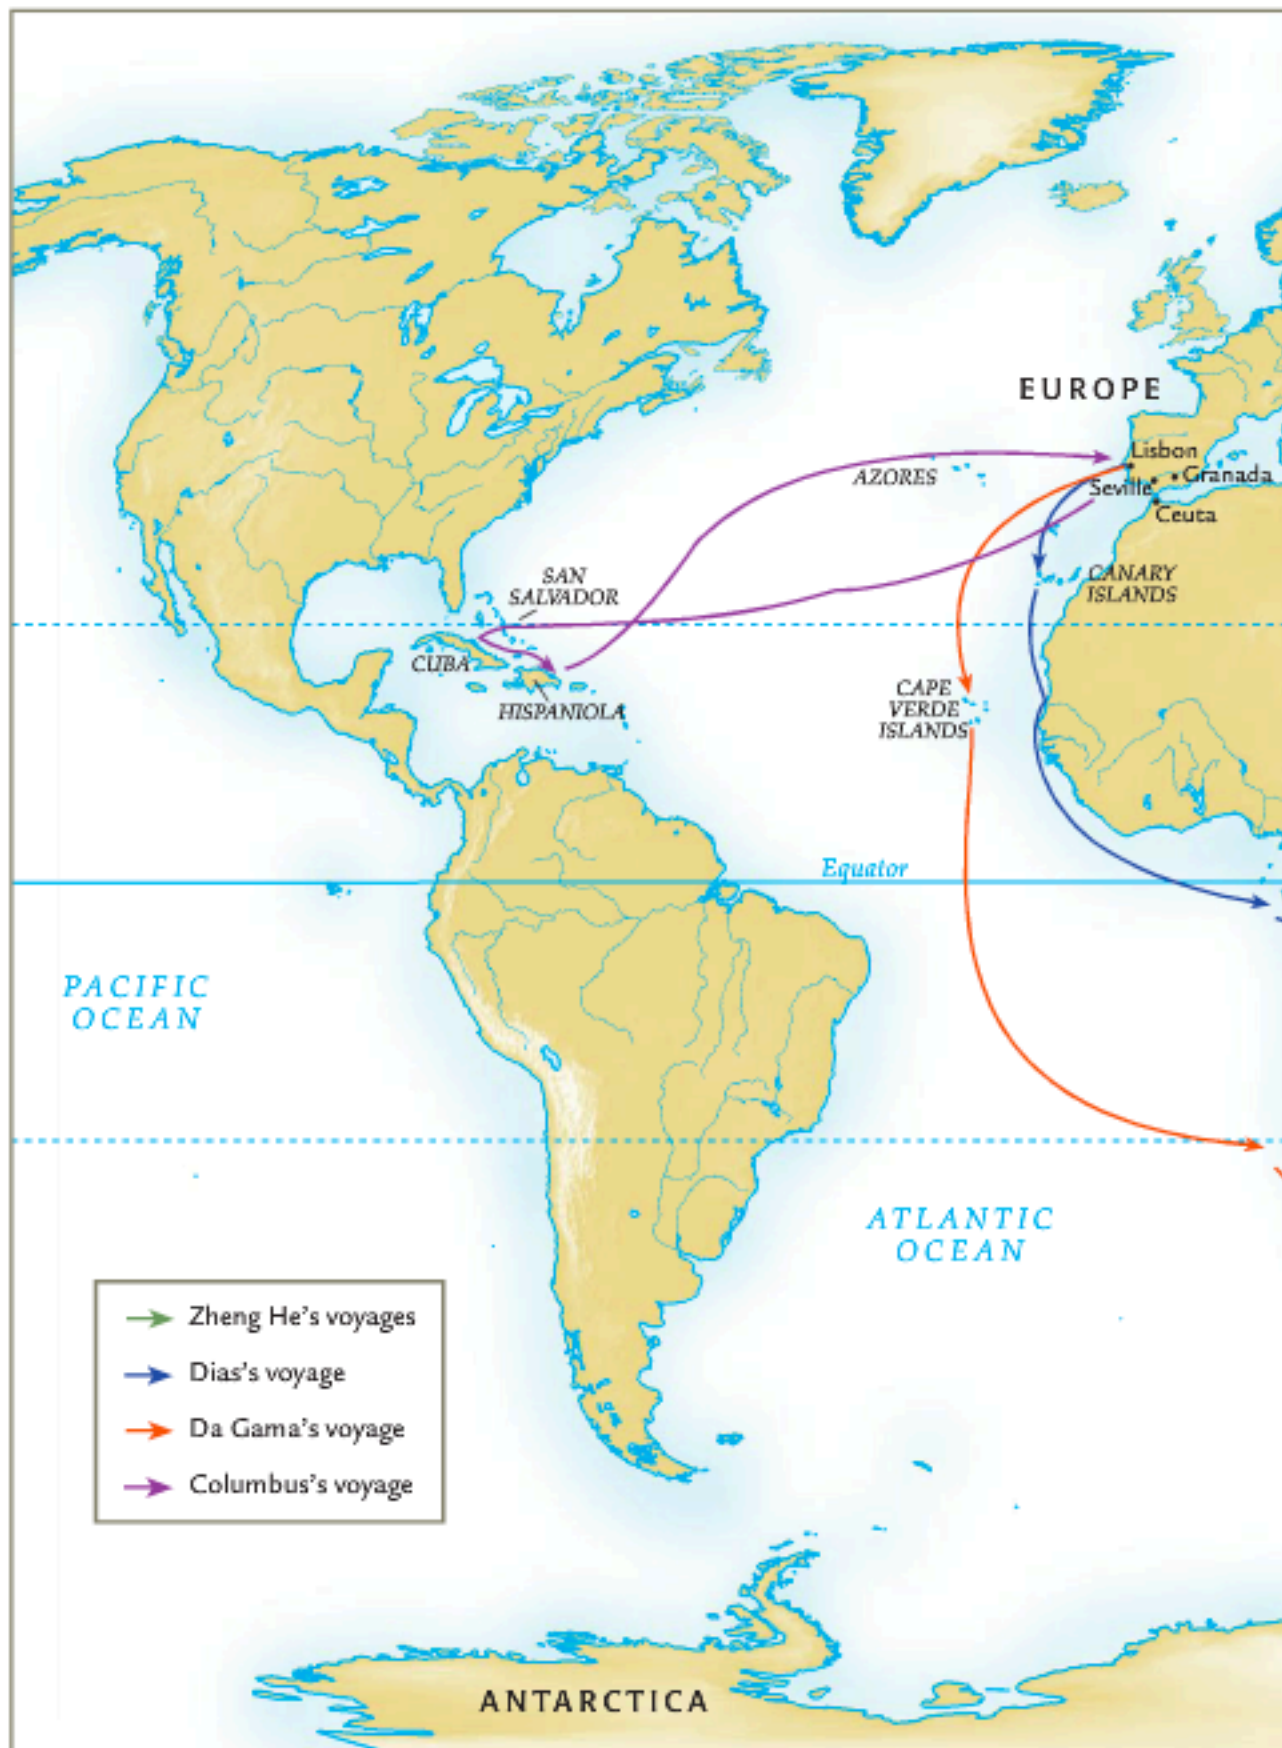 EUROPE
Lisbon
AZORES
Granada
Seville
Ceuta
SAN
SALVADOR
CANARY
ISLANDS
CUBA
CAPE
VERDE
ISLANDS
HISPANIOLA
Equator
PACIFIC
OCEAN
ATLANTIC
OCEAN
Zheng He's voyages
Dias's voyage
Da Gama's voyage
Columbus's voyage
ANTARCTICA